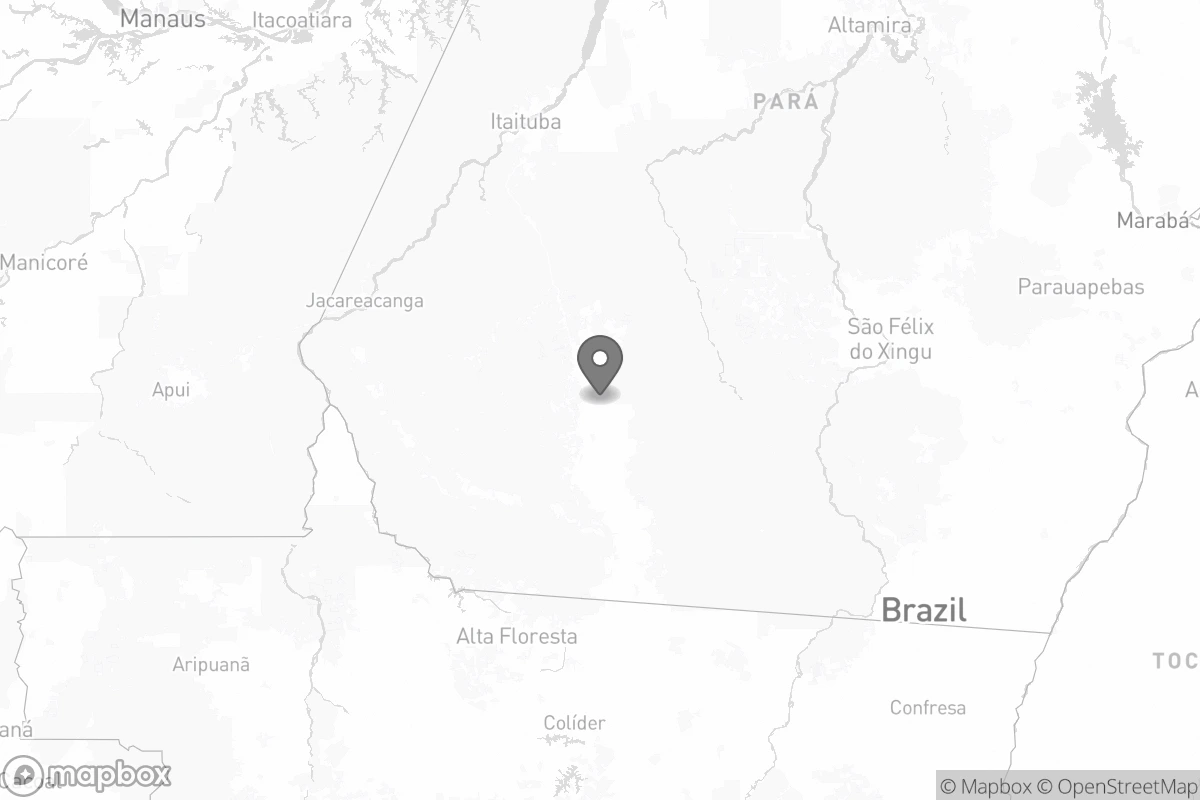 Manaus
Itacoatiara
Altamira
PARÁ
Itaituba
Marabá
Manicoré
Parauapebas
Jacareacanga
São Félix
do Xingu
Apui
A
Brazil
Alta Floresta
TOC
Aripuanã
Confresa
Colíder
aná
mapbox
© Mapbox © OpenStreetMap